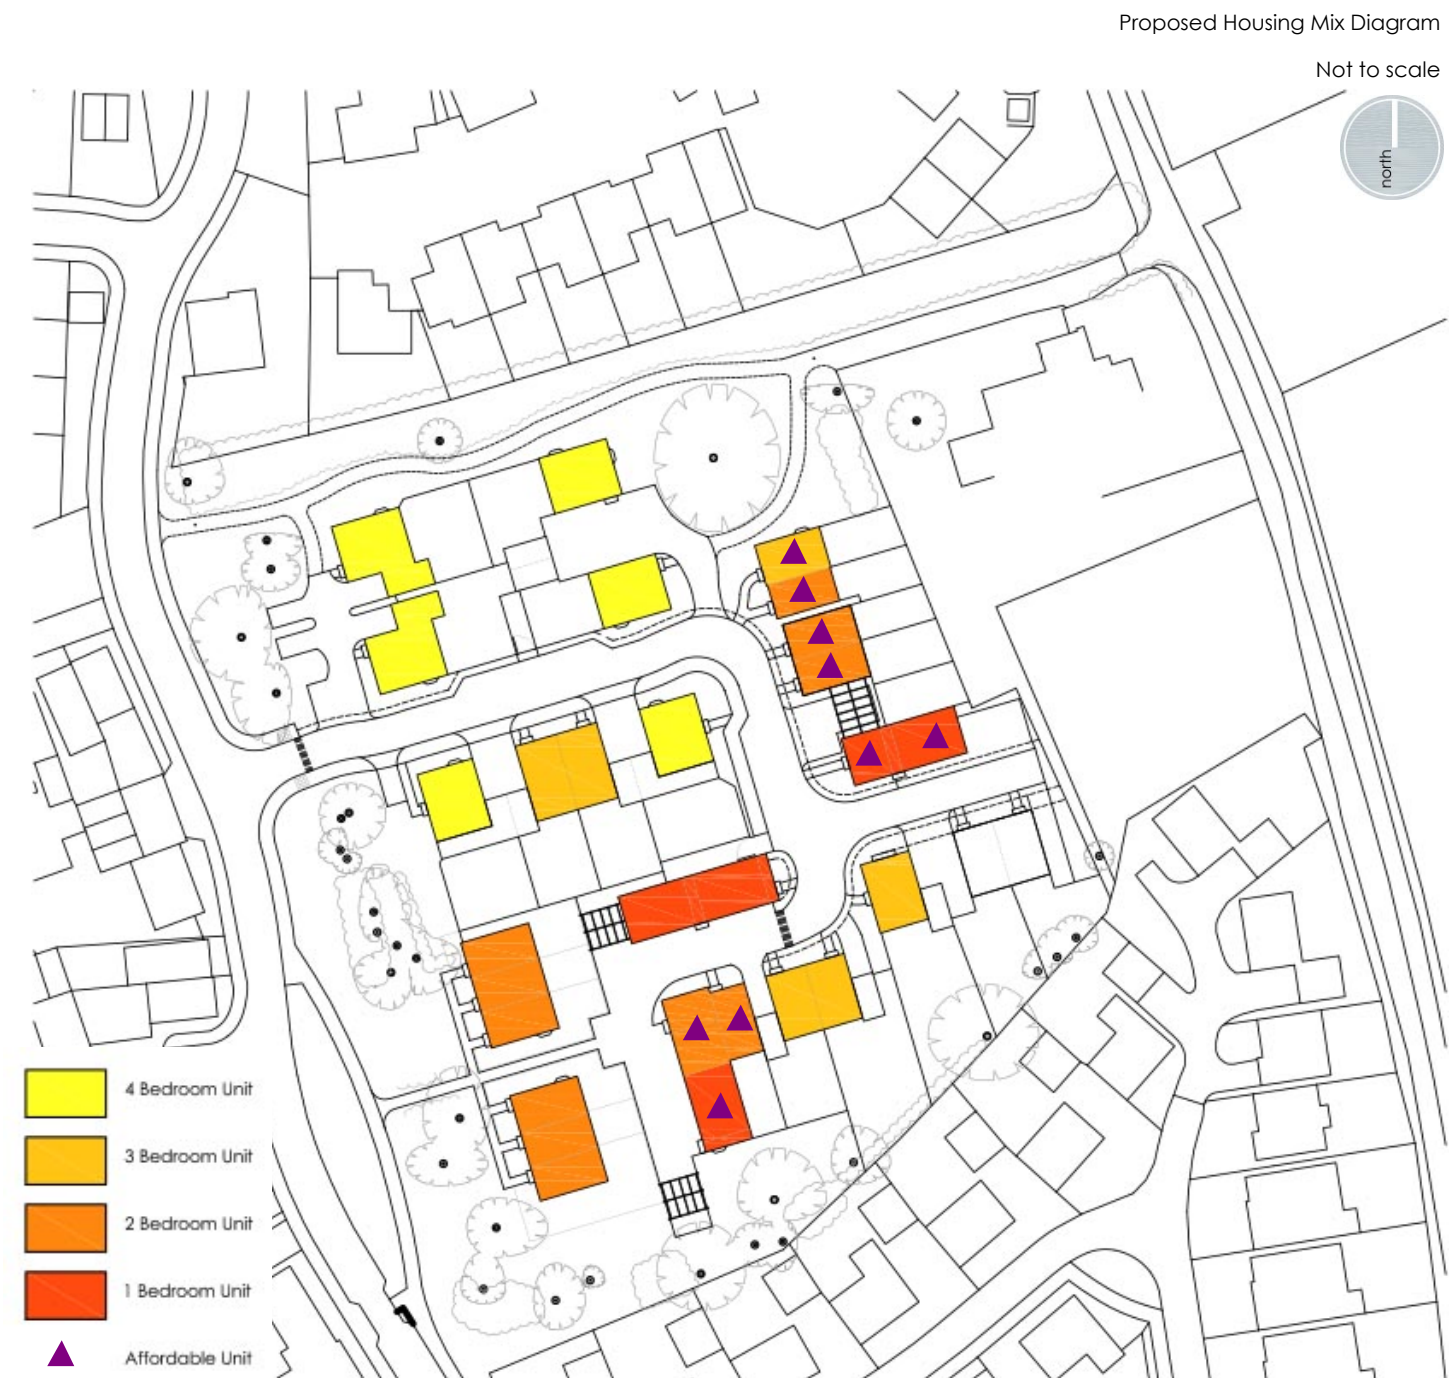 Proposed Housing Mix Diagram
Not to scale
north
4 Bedroom Unit
3 Bedroom Unit
2 Bedroom Unit
1 Bedroom Unit
Affordable Unit